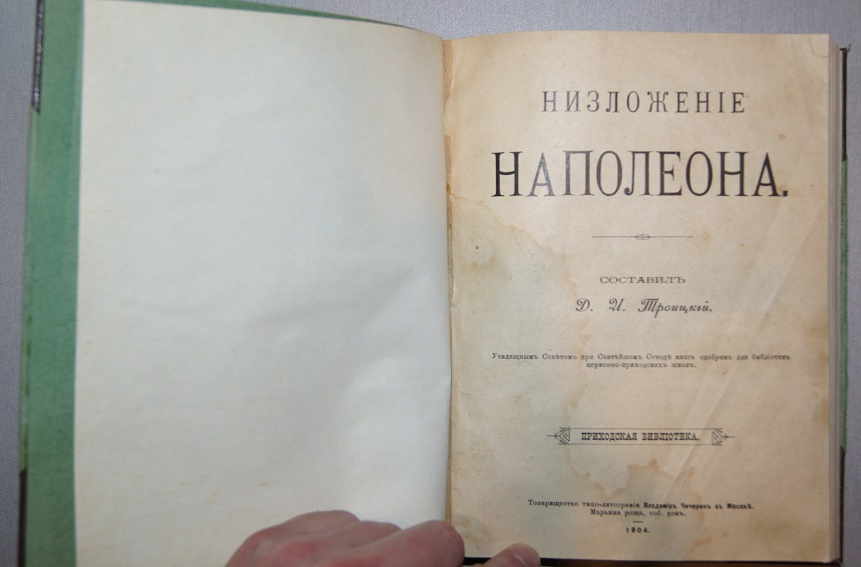 НИЗЛОЖЕНІЕ
НАПОЛЕОНА.
СОСТАВИЛЪ
Д. И. Троицкій.
Училищнымъ Совѣтомъ при Святѣйшемъ Сѵнодѣ книга одобрена для библіотекъ
церковно-приходскихъ школъ.
ПРИХОДСКАЯ БИБЛІОТЕКА.
Товарищество типо-литографіи Владиміръ Чичеринъ въ Москвѣ.
Марьина роща, соб. домъ.
1904.